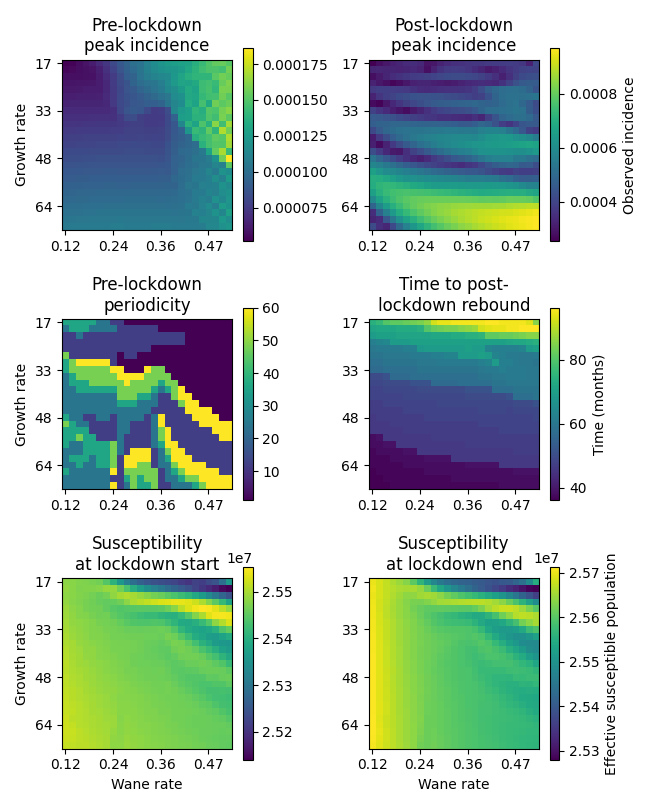 Pre-lockdown
peak incidence
Growth rate
17
33
48
64
0.12 0.24 0.36 0.47
0.000175
0.000150
0.000125
0.000100
0.000075
Post-lockdown
peak incidence
17
33
48
64
0.12 0.24 0.36 0.47
0.0008
0.0006
0.0004
Observed incidence
Pre-lockdown
periodicity
Growth rate
17
33
48
64
0.12 0.24 0.36 0.47
60
50
40
30
20
10
Time to post-
lockdown rebound
17
33
48
64
0.12 0.24 0.36 0.47
80
60
40
Time (months)
Susceptibility
at lockdown start
Growth rate
17
33
48
64
0.12 0.24 0.36 0.47
Wane rate
1e7
2.55
2.54
2.53
2.52
Susceptibility
at lockdown end
17
33
48
64
0.12 0.24 0.36 0.47
Wane rate
1e7
2.57
2.56
2.55
2.54
2.53
Effective susceptible population